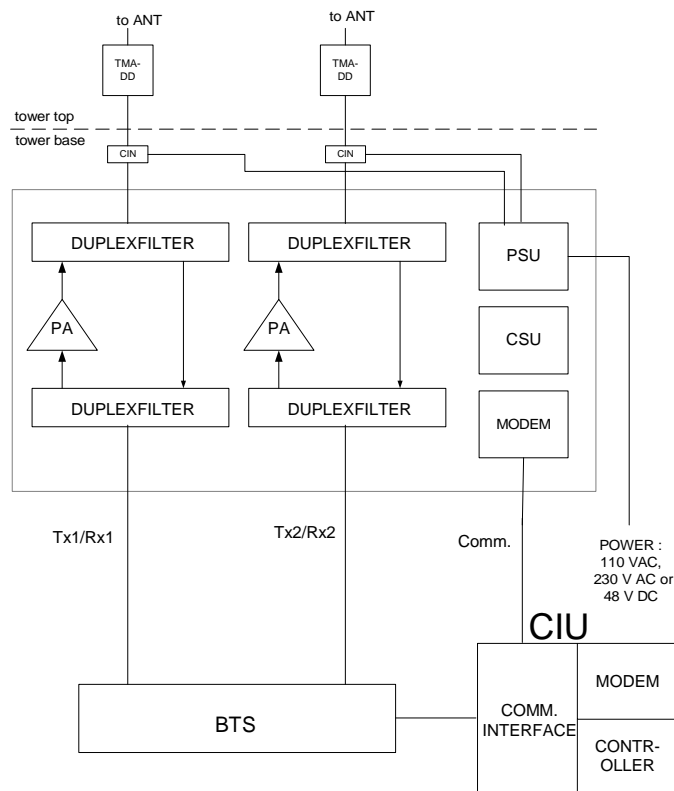 to ANT
to ANT
TMA-
DD
TMA-
DD
tower top
tower base
CIN
CIN
DUPLEXFILTER
DUPLEXFILTER
PSU
PA
PA
CSU
DUPLEXFILTER
DUPLEXFILTER
MODEM
Tx1/Rx1
Tx2/Rx2
Comm.
POWER :
110 VAC,
230 V AC or
48 V DC
CIU
BTS
COMM.
INTERFACE
MODEM
CONTR-
OLLER